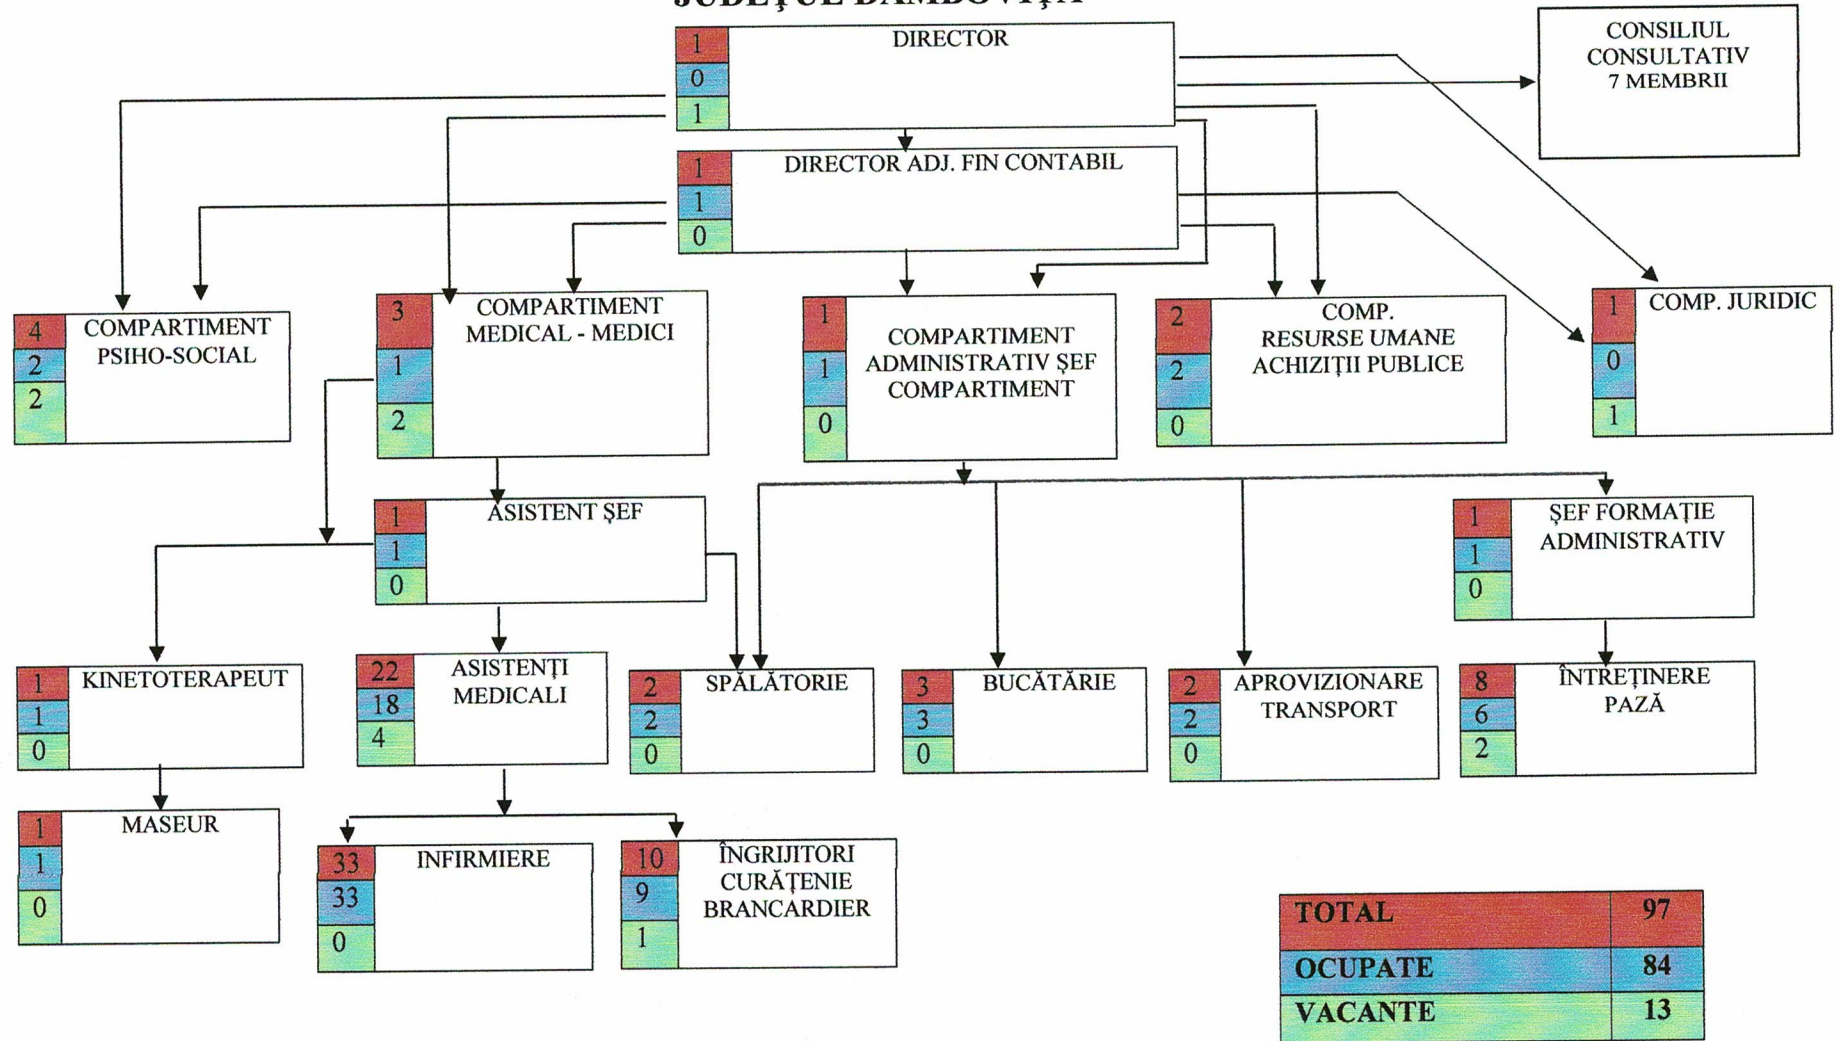 JUDEŢUL DÂMBOVIŢA
1
0
1
DIRECTOR
CONSILIUL
CONSULTATIV
7 MEMBRII
1
1
0
DIRECTOR ADJ. FIN CONTABIL
4
2
2
COMPARTIMENT
PSIHO-SOCIAL
3
1
2
COMPARTIMENT
MEDICAL - MEDICI
1
1
0
COMPARTIMENT
ADMINISTRATIV ŞEF
COMPARTIMENT
2
2
0
COMP.
RESURSE UMANE
ACHIZIŢII PUBLICE
1
0
1
COMP. JURIDIC
1
1
0
ASISTENT ŞEF
1
1
0
ŞEF FORMAŢIE
ADMINISTRATIV
1
1
0
KINETOTERAPEUT
22
18
4
ASISTENŢI
MEDICALI
2
2
0
SPĂLĂTORIE
3
3
0
BUCĂTĂRIE
2
2
0
APROVIZIONARE
TRANSPORT
8
6
2
ÎNTREŢINERE
PAZĂ
1
1
0
MASEUR
33
33
0
INFIRMIERE
10
9
1
ÎNGRIJITORI
CURĂŢENIE
BRANCARDIER
TOTAL 97
OCUPATE 84
VACANTE 13